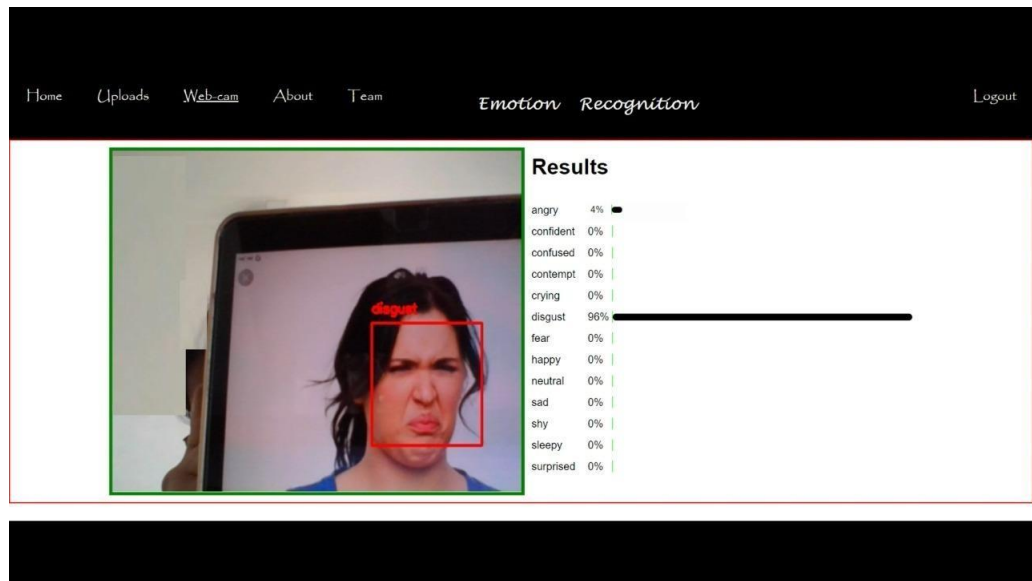 Home Uploads Web-cam About Team Emotion Recognition Logout
Results
disgust
angry 4%
confident 0%
confused 0%
contempt 0%
crying 0%
disgust 96%
fear 0%
happy 0%
neutral 0%
sad 0%
shy 0%
sleepy 0%
surprised 0%